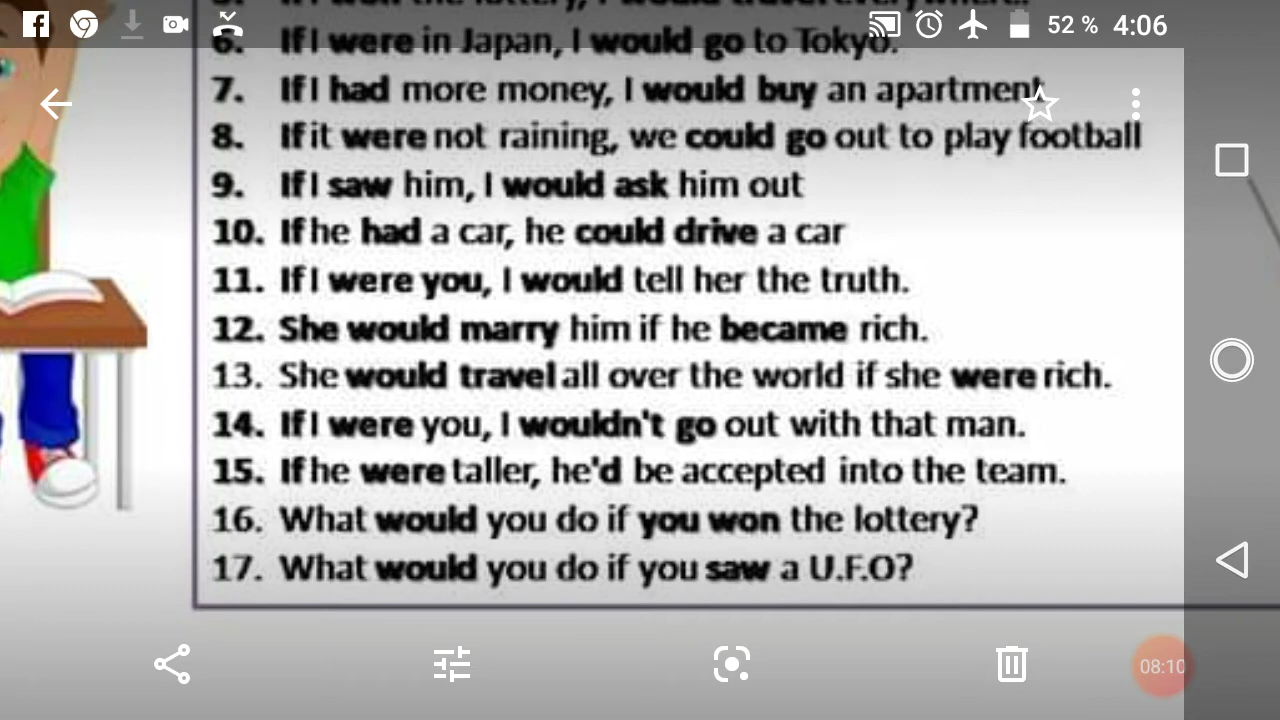 52 % 4:06
If I won the lottery, I would travel
6. If I were in Japan, I would go to Tokyo.
7. If I had more money, I would buy an apartment.
8. If it were not raining, we could go out to play football
9. If I saw him, I would ask him out
10. If he had a car, he could drive a car
11. If I were you, I would tell her the truth.
12. She would marry him if he became rich.
13. She would travel all over the world if she were rich.
14. If I were you, I wouldn't go out with that man.
15. If he were taller, he'd be accepted into the team.
16. What would you do if you won the lottery?
17. What would you do if you saw a U.F.O?
08:10